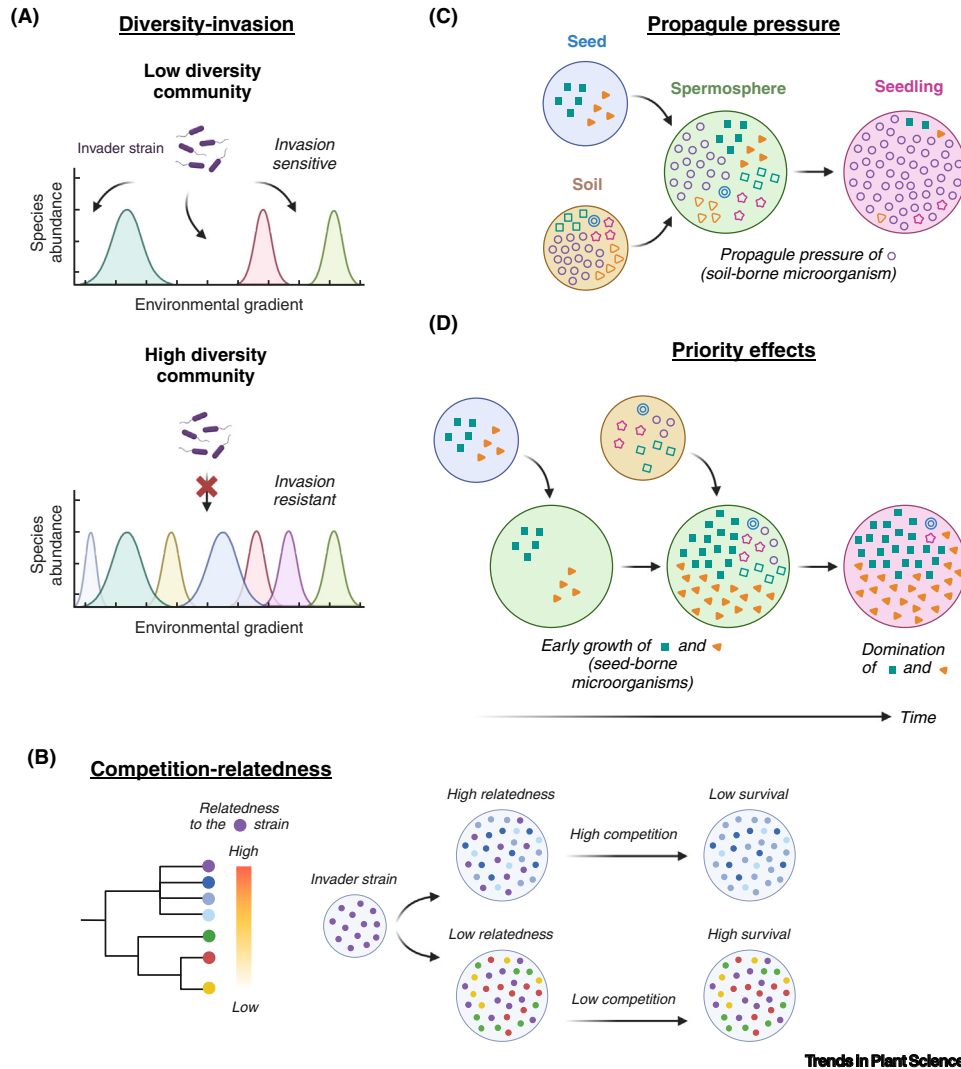 (A)
Diversity-invasion
Low diversity
community
Invader strain
Invasion
sensitive
Species
abundance
Environmental gradient
High diversity
community
Invasion
resistant
Species
abundance
Environmental gradient
(C)
Propagule pressure
Seed
Spermosphere
Seedling
Soil
Propagule pressure of
(soil-borne microorganism)
(D)
Priority effects
Early growth of and
(seed-borne
microorganisms)
Domination
of and
Time
(B)
Competition-relatedness
Relatedness
to the strain
High
Low
Invader strain
High relatedness
High competition
Low survival
Low relatedness
Low competition
High survival
Trends in Plant Science